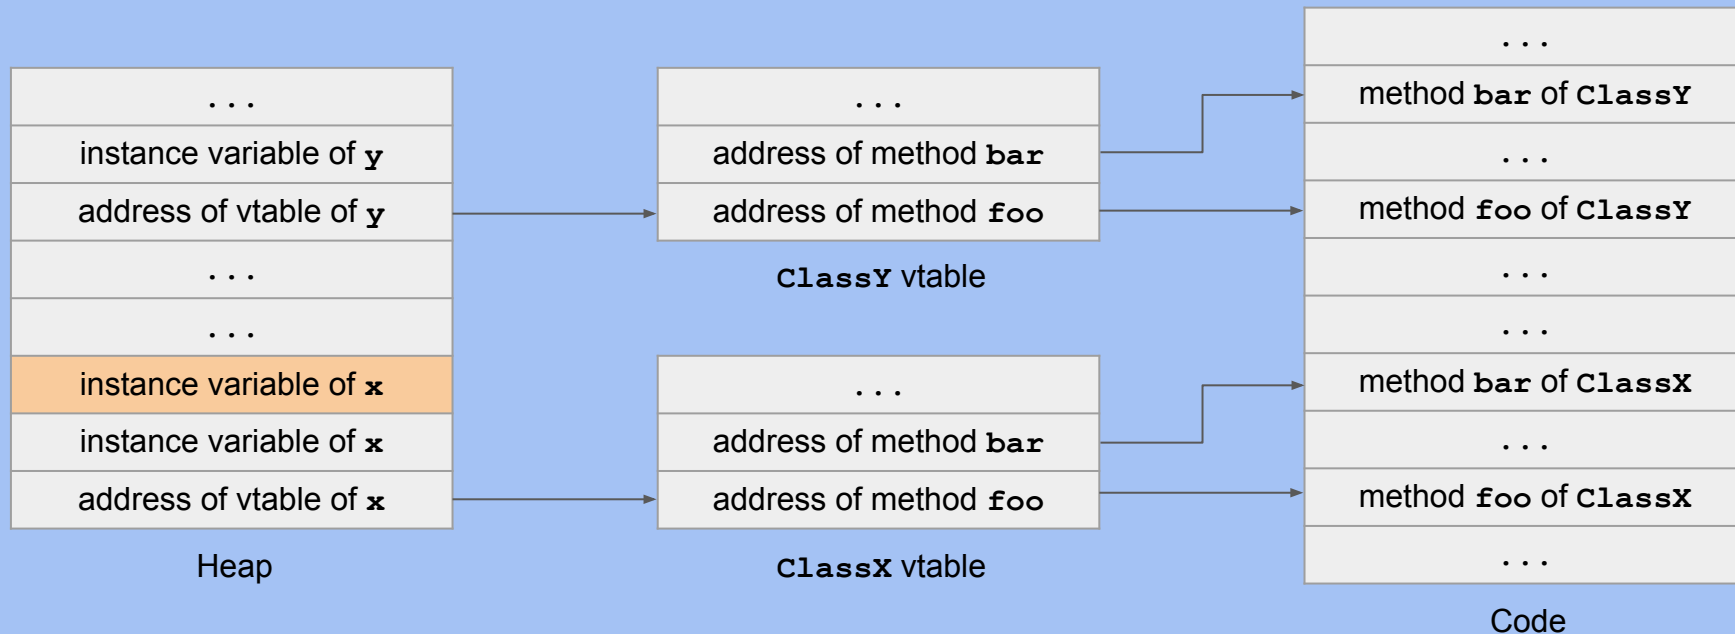 ...
instance variable of y
address of vtable of y
...
...
instance variable of x
instance variable of x
address of vtable of x
Heap
...
address of method bar
address of method foo
ClassY vtable
...
address of method bar
address of method foo
ClassX vtable
...
method bar of ClassY
...
method foo of ClassY
...
...
method bar of ClassX
...
method foo of ClassX
...
Code